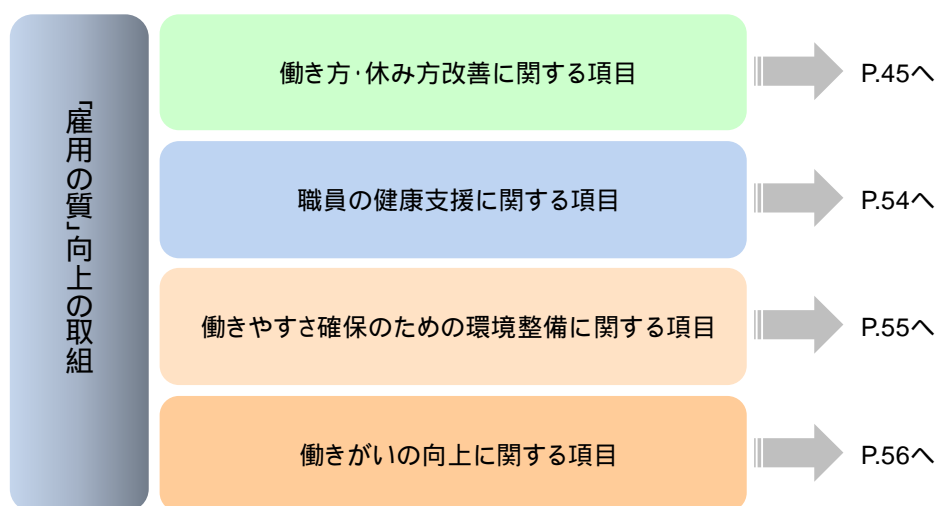 「雇用の質」向上の取組
働き方・休み方改善に関する項目
P.45へ
職員の健康支援に関する項目
P.54へ
働きやすさ確保のための環境整備に関する項目
P.55へ
働きがいの向上に関する項目
P.56へ